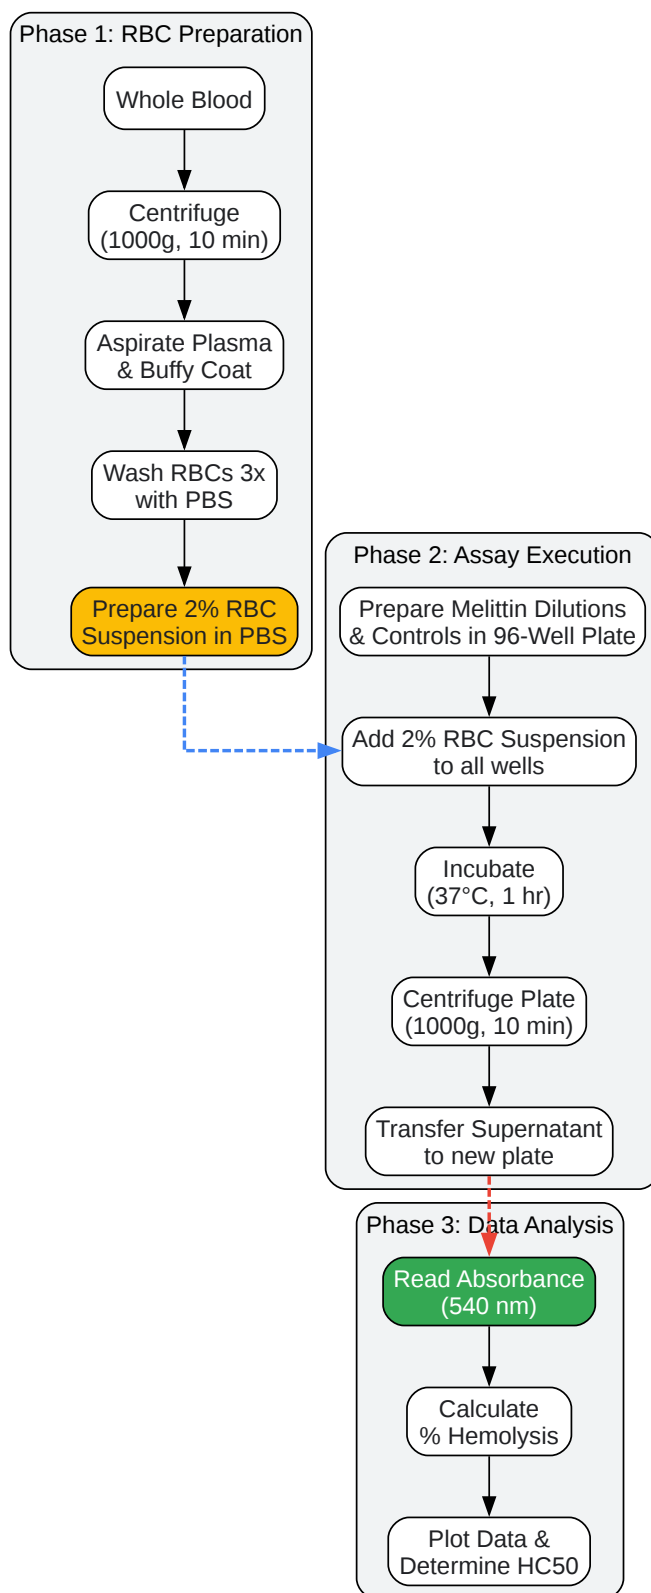 Phase 1: RBC Preparation
Whole Blood
Centrifuge
(1000g, 10 min)
Aspirate Plasma
& Buffy Coat
Wash RBCs 3x
with PBS
Prepare 2% RBC
Suspension in PBS
Phase 2: Assay Execution
Prepare Melittin Dilutions
& Controls in 96-Well Plate
Add 2% RBC Suspension
to all wells
Incubate
(37°C, 1 hr)
Centrifuge Plate
(1000g, 10 min)
Transfer Supernatant
to new plate
Phase 3: Data Analysis
Read Absorbance
(540 nm)
Calculate
% Hemolysis
Plot Data &
Determine HC50